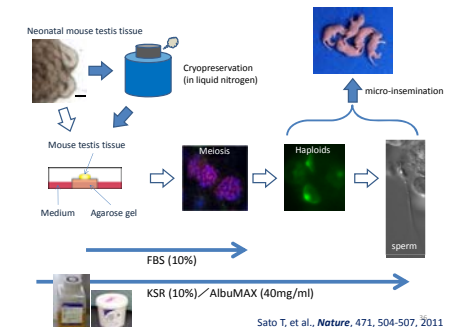 Neonatal mouse testis tissue
Cryopreservation
(in liquid nitrogen)
micro-insemination
Mouse testis tissue
Meiosis
Haploids
Medium
Agarose gel
sperm
FBS (10%)
KSR (10%)／AlbuMAX (40mg/ml)
36
Sato T, et al., Nature, 471, 504-507, 2011